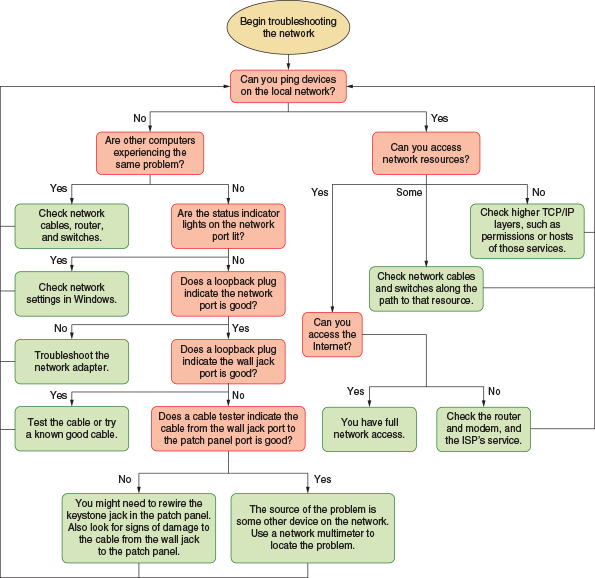 Begin troubleshooting
the network
Can you ping devices
on the local network?
No
Yes
Are other computers
experiencing the
same problem?
Can you access
network resources?
Yes
No
Yes
Some
No
Check network
cables, router,
and switches.
Are the status indicator
lights on the network
port lit?
Check higher TCP/IP
layers, such as
permissions or hosts
of those services.
Yes
No
Check network
settings in Windows.
Does a loopback plug
indicate the network
port is good?
Check network cables
and switches along the
path to that resource.
No
Yes
Can you
access the
Internet?
Troubleshoot the
network adapter.
Does a loopback plug
indicate the wall jack
port is good?
Yes
No
Yes
No
Test the cable or try
a known good cable.
Does a cable tester indicate the
cable from the wall jack port to
the patch panel port is good?
You have full
network access.
Check the router
and modem, and
the ISP's service.
No
Yes
You might need to rewire the
keystone jack in the patch panel.
Also look for signs of damage to
the cable from the wall jack
to the patch panel.
The source of the problem is
some other device on the network.
Use a network multimeter to
locate the problem.